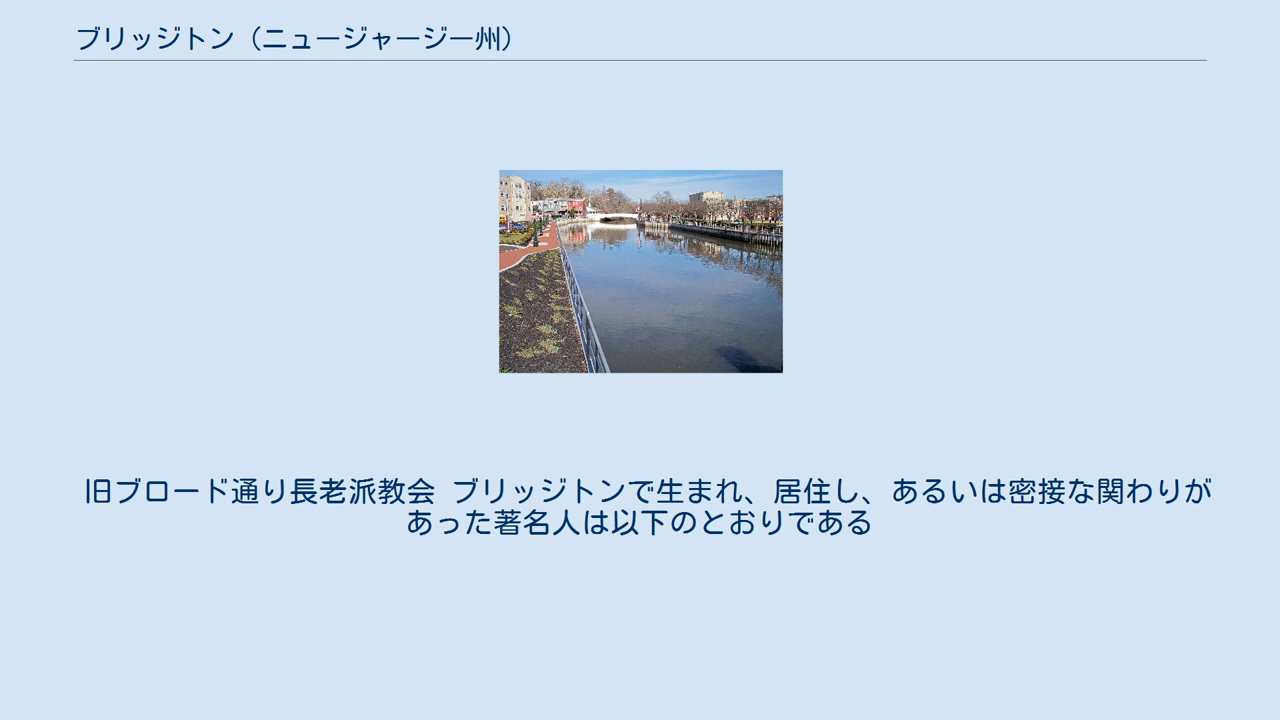 ブリッジトン（ニュージャージー州）
旧ブロード通り長老派教会 ブリッジトンで生まれ、居住し、あるいは密接な関わりが
あった著名人は以下のとおりである